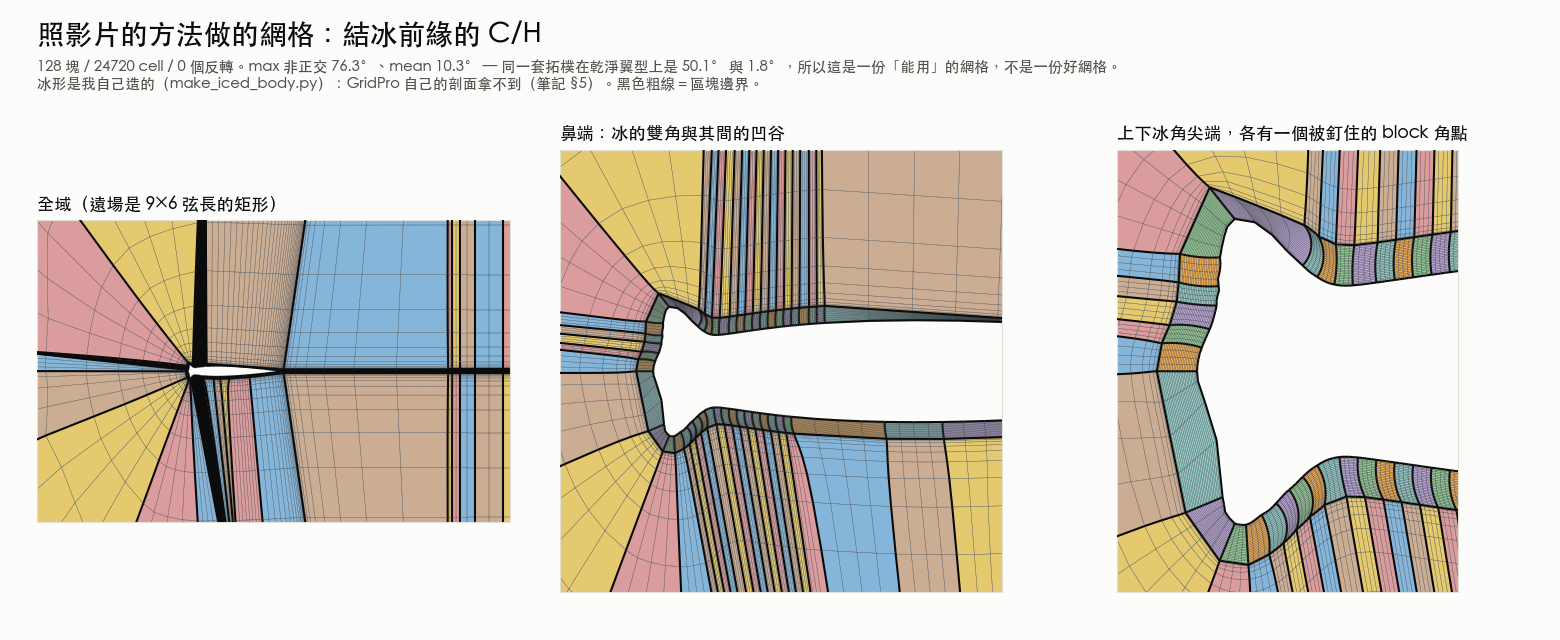 照影片的方法做的網格：結冰前緣的 C/H
128 塊 / 24720 cell / 0 個反轉。max 非正交 76.3°、mean 10.3° — 同一套拓樸在乾淨翼型上是 50.1° 與 1.8°，所以這是一份「能用」的網格，不是一份好網格。
冰形是我自己造的（make_iced_body.py）：GridPro 自己的剖面拿不到（筆記 §5）。黑色粗線＝區塊邊界。
鼻端：冰的雙角與其間的凹谷
上下冰角尖端，各有一個被釘住的 block 角點
全域（遠場是 9×6 弦長的矩形）